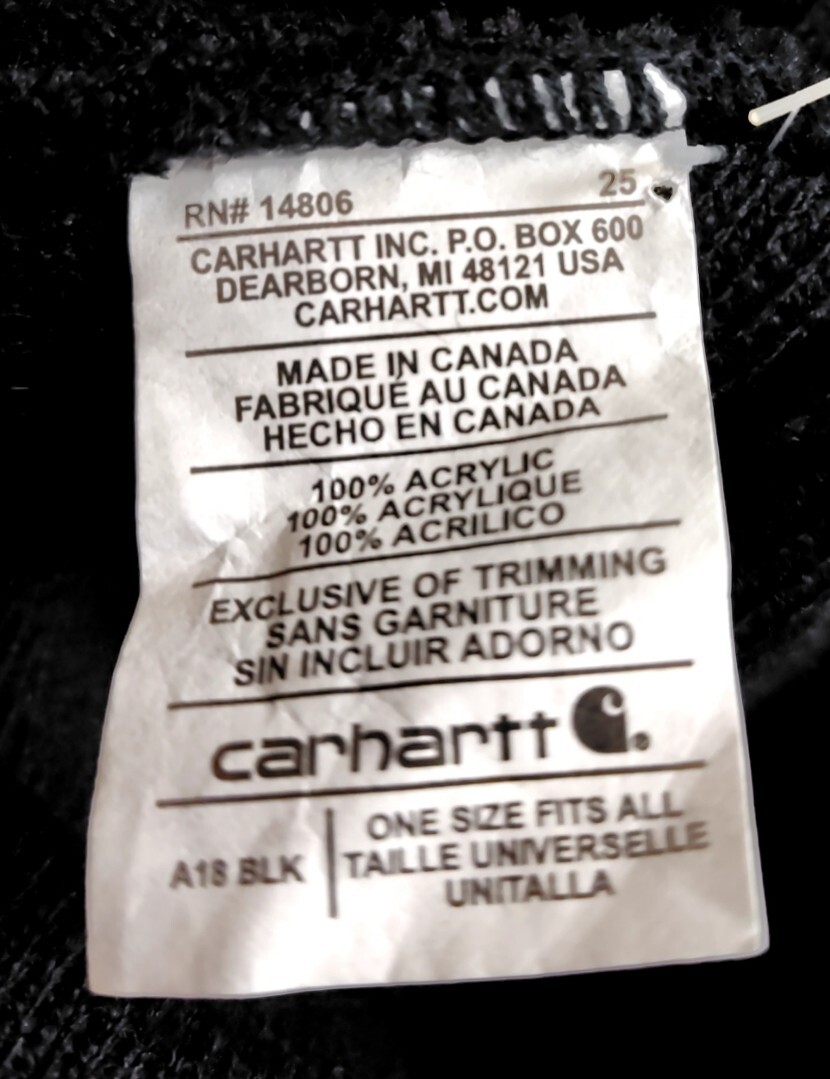 RN# 14806 25
CARHARTT INC. P.O. BOX 600
DEARBORN, MI 48121 USA
CARHARTT.COM
MADE IN CANADA
FABRIQUÉ AU CANADA
HECHO EN CANADA
100% ACRYLIC
100% ACRYLIQUE
100% ACRILICO
EXCLUSIVE OF TRIMMING
SANS GARNITURE
SIN INCLUIR ADORNO
carhartt
A18 BLK
ONE SIZE FITS ALL
TAILLE UNIVERSELLE
UNITALLA